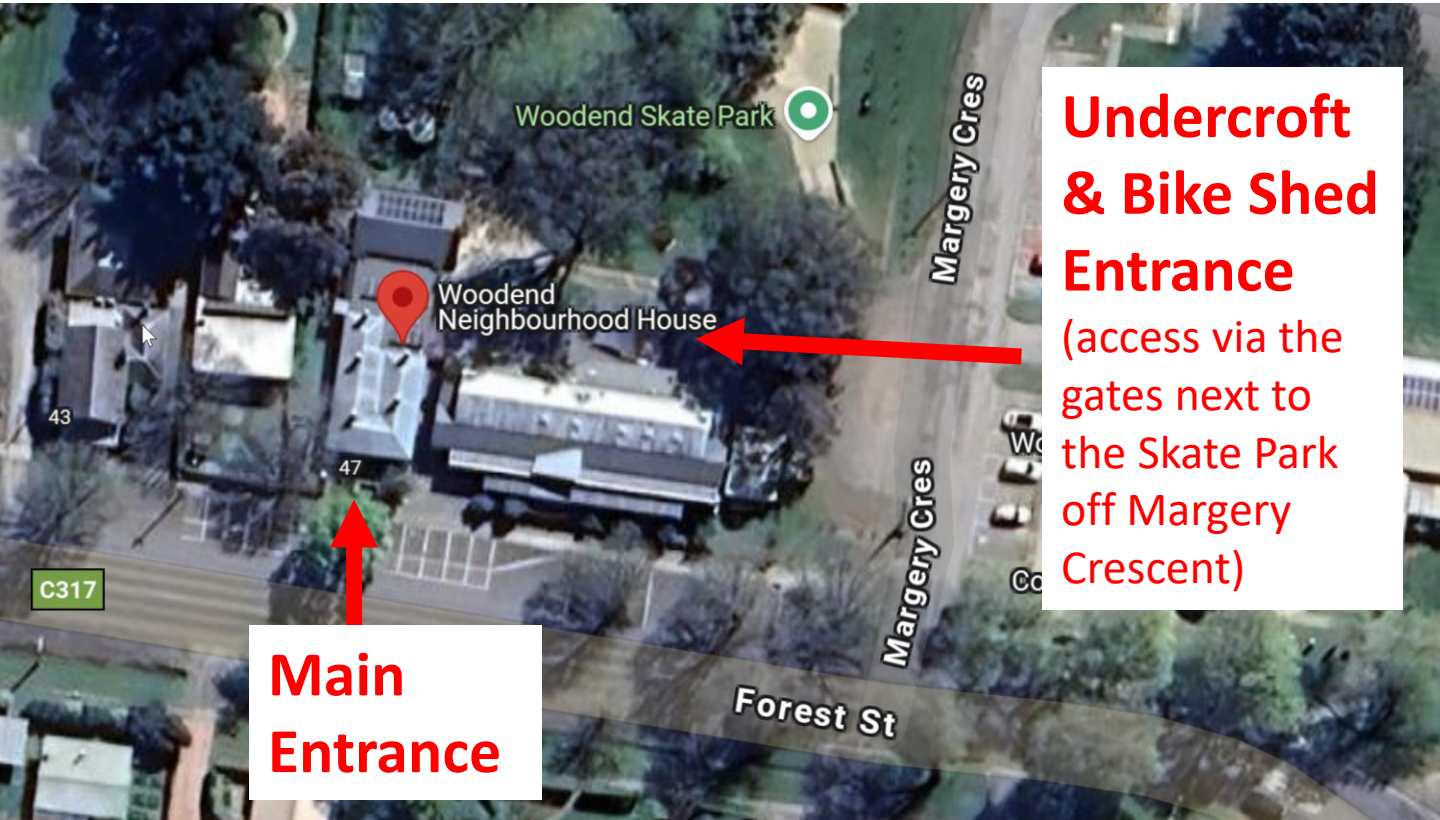 Woodend Skate Park
Margery Cres
Undercroft
& Bike Shed
Entrance
(access via the
gates next to
the Skate Park
off Margery
Crescent)
Woodend
Neighbourhood House
43
47
Margery Cres
C317
Main
Entrance
Forest St